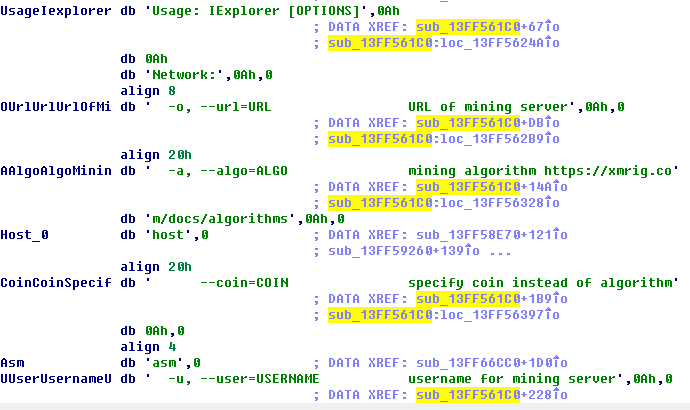 UsageIexplorer db 'Usage: IExplorer [OPTIONS]',0Ah
; DATA XREF: sub_13FF561C0+67↑o
; sub_13FF561C0:loc_13FF5624A↑o
db 0Ah
db 'Network:',0Ah,0
align 8
OUrlUrlUrlOfMi db '  -o, --url=URL                 URL of mining server',0Ah,0
; DATA XREF: sub_13FF561C0+DB↑o
; sub_13FF561C0:loc_13FF562B9↑o
align 20h
AAlgoAlgoMinin db '  -a, --algo=ALGO               mining algorithm https://xmrig.co'
; DATA XREF: sub_13FF561C0+14A↑o
; sub_13FF561C0:loc_13FF56328↑o
db 'm/docs/algorithms',0Ah,0
Host_0 db 'host',0 ; DATA XREF: sub_13FF58E70+121↑o
; sub_13FF59260+139↑o ...
align 20h
CoinCoinSpecif db '      --coin=COIN               specify coin instead of algorithm'
; DATA XREF: sub_13FF561C0+1B9↑o
; sub_13FF561C0:loc_13FF56397↑o
db 0Ah,0
align 4
Asm db 'asm',0 ; DATA XREF: sub_13FF66CC0+1D0↑o
UUserUsernameU db '  -u, --user=USERNAME           username for mining server',0Ah,0
; DATA XREF: sub_13FF561C0+228↑o